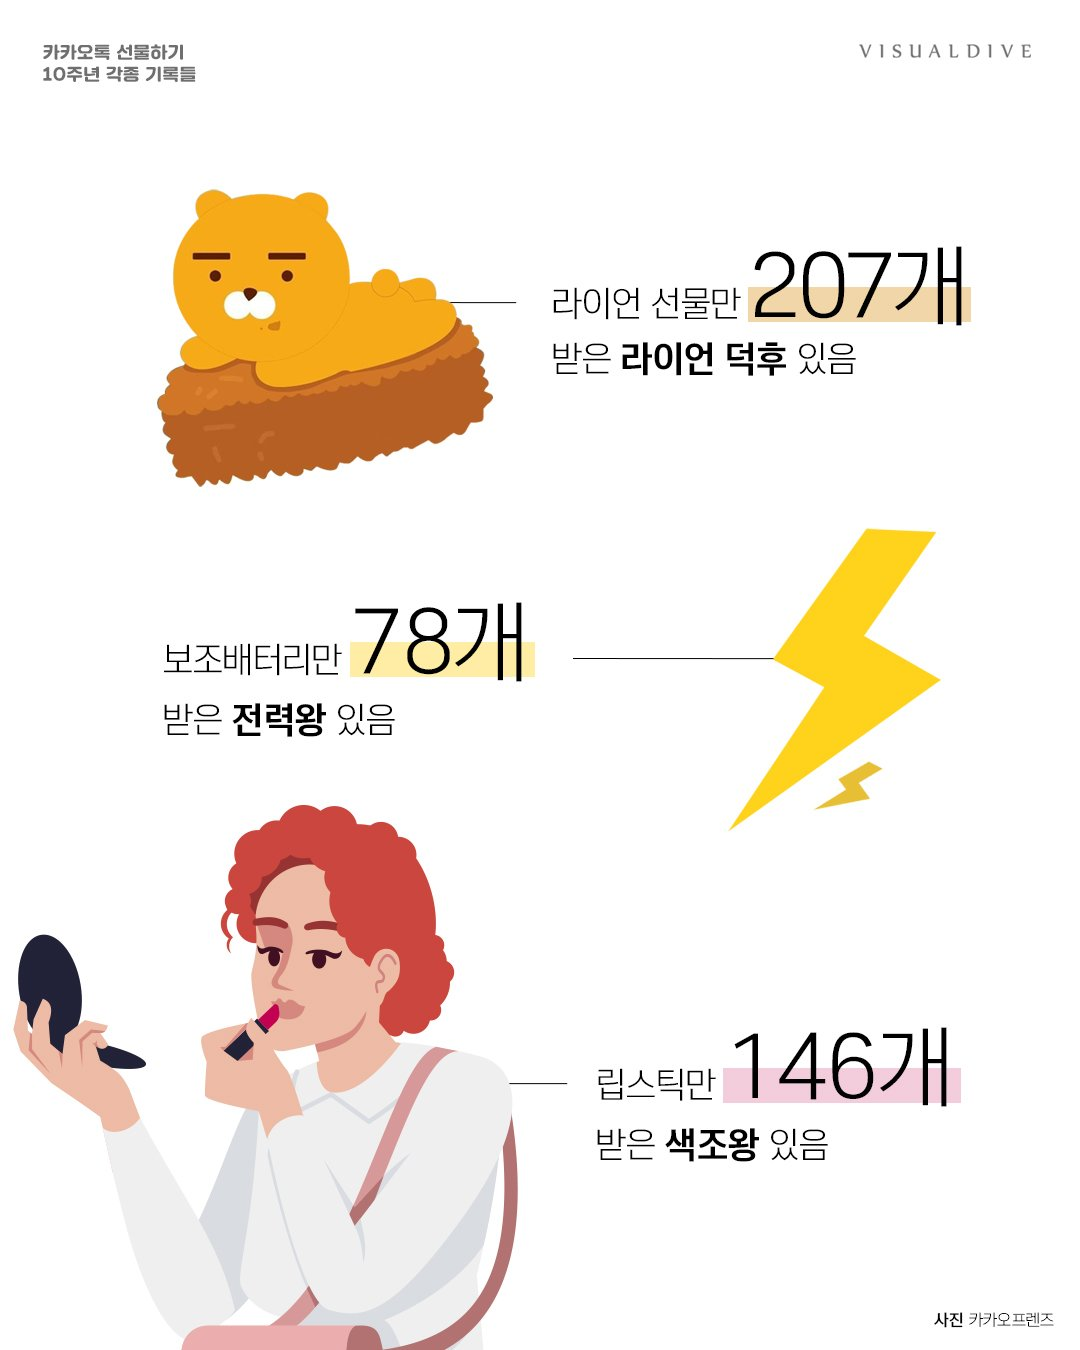 카카오톡 선물하기
10주년 각종 기록들
VISUALDIVE
라이언 선물만 207개
받은 라이언 덕후 있음
보조배터리만 78개
받은 전력왕 있음
립스틱만 146개
받은 색조왕 있음
사진 카카오프렌즈